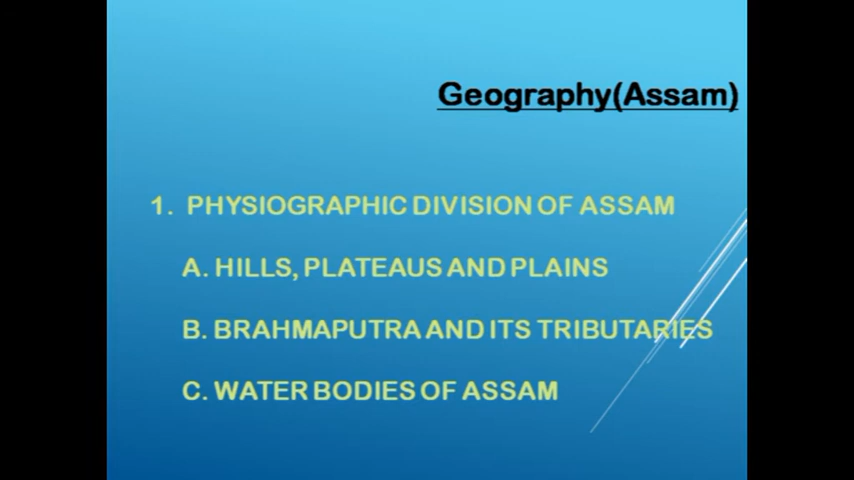 Geography(Assam)
1. PHYSIOGRAPHIC DIVISION OF ASSAM
A. HILLS, PLATEAUS AND PLAINS
B. BRAHMAPUTRA AND ITS TRIBUTARIES
C. WATER BODIES OF ASSAM